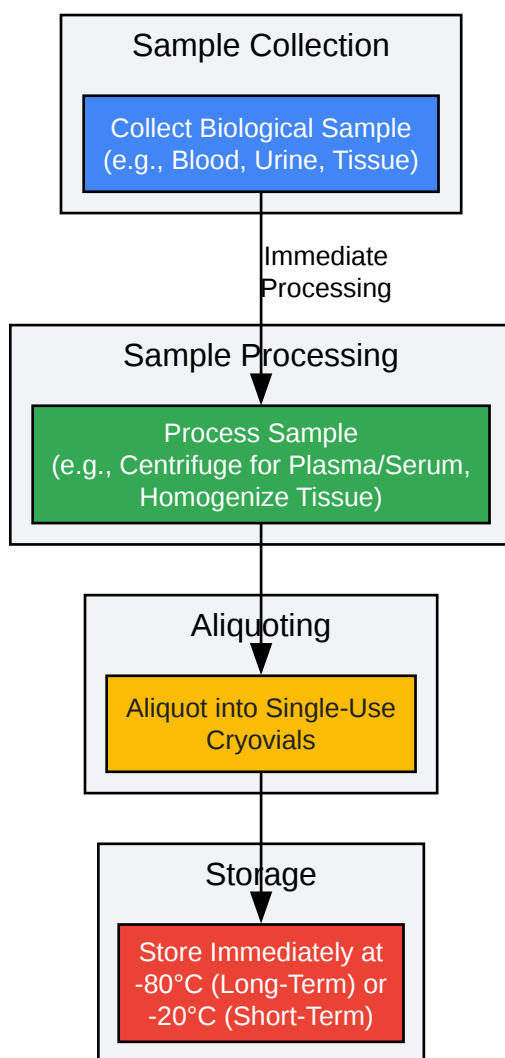 Sample Collection
Collect Biological Sample
(e.g., Blood, Urine, Tissue)
Immediate
Processing
Sample Processing
Process Sample
(e.g., Centrifuge for Plasma/Serum,
Homogenize Tissue)
Aliquoting
Aliquot into Single-Use
Cryovials
Storage
Store Immediately at
-80°C (Long-Term) or
-20°C (Short-Term)